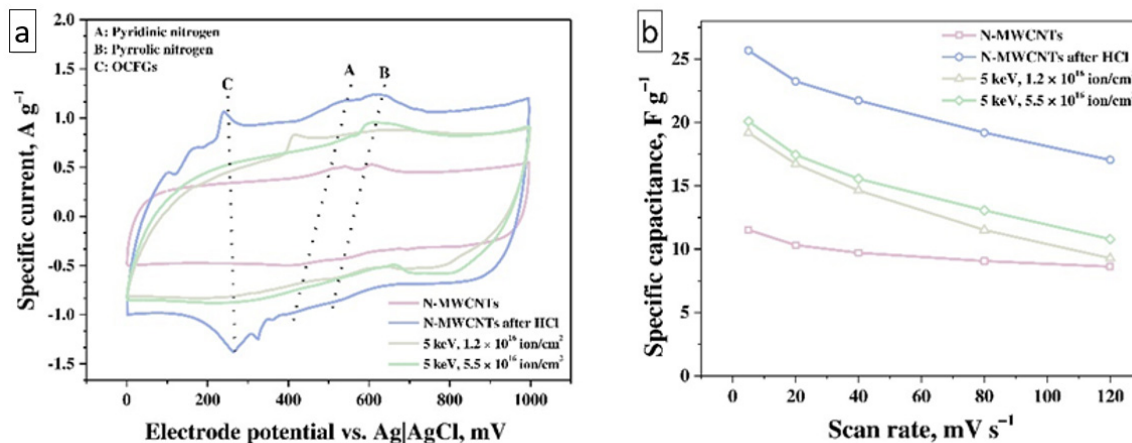 a
A: Pyridinic nitrogen
B: Pyrrolic nitrogen
C: OCFGs
C
A
B
N-MWCNTs
N-MWCNTs after HCl
5 keV, 1.2 × 10¹⁶ ion/cm²
5 keV, 5.5 × 10¹⁶ ion/cm²
Specific current, A g⁻¹
2.0
1.5
1.0
0.5
0.0
-0.5
-1.0
-1.5
0 200 400 600 800 1000
Electrode potential vs. Ag|AgCl, mV
b
N-MWCNTs
N-MWCNTs after HCl
5 keV, 1.2 × 10¹⁶ ion/cm²
5 keV, 5.5 × 10¹⁶ ion/cm²
Specific capacitance, F g⁻¹
25
20
15
10
5
0
20 40 60 80 100 120
Scan rate, mV s⁻¹